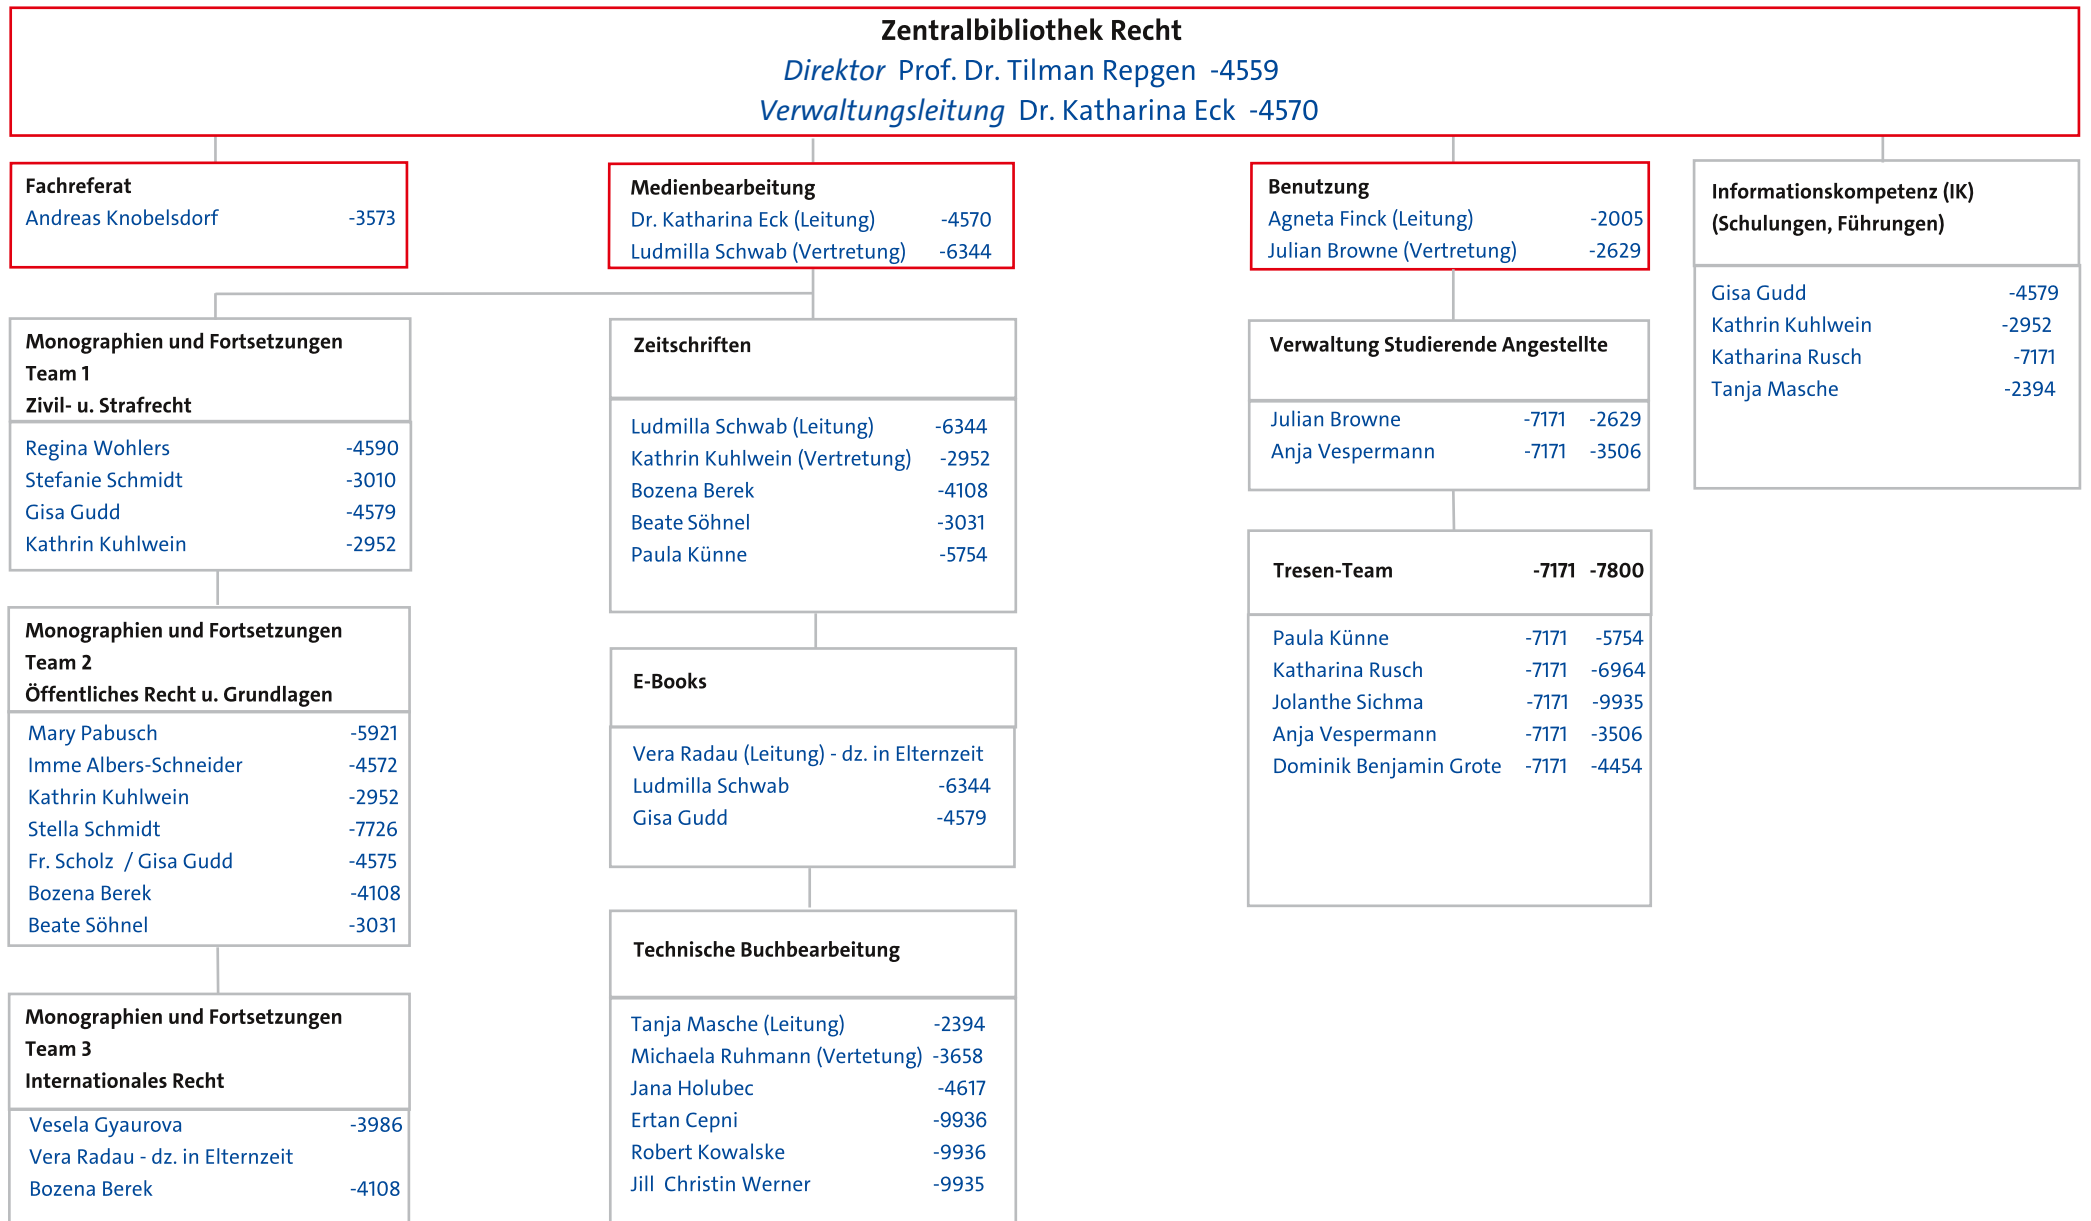 Zentralbibliothek Recht
Direktor Prof. Dr. Tilman Repgen -4559
Verwaltungsleitung Dr. Katharina Eck -4570
Fachreferat
Andreas Knobelsdorf -3573
Medienbearbeitung
Dr. Katharina Eck (Leitung) -4570
Ludmilla Schwab (Vertretung) -6344
Benutzung
Agneta Finck (Leitung) -2005
Julian Browne (Vertretung) -2629
Informationskompetenz (IK)
(Schulungen, Führungen)
Gisa Gudd -4579
Kathrin Kuhlwein -2952
Katharina Rusch -7171
Tanja Masche -2394
Monographien und Fortsetzungen
Team 1
Zivil- u. Strafrecht
Regina Wohlers -4590
Stefanie Schmidt -3010
Gisa Gudd -4579
Kathrin Kuhlwein -2952
Monographien und Fortsetzungen
Team 2
Öffentliches Recht u. Grundlagen
Mary Pabusch -5921
Imme Albers-Schneider -4572
Kathrin Kuhlwein -2952
Stella Schmidt -7726
Fr. Scholz / Gisa Gudd -4575
Bozena Berek -4108
Beate Söhnel -3031
Monographien und Fortsetzungen
Team 3
Internationales Recht
Vesela Gyaurova -3986
Vera Radau - dz. in Elternzeit
Bozena Berek -4108
Zeitschriften
Ludmilla Schwab (Leitung) -6344
Kathrin Kuhlwein (Vertretung) -2952
Bozena Berek -4108
Beate Söhnel -3031
Paula Künne -5754
E-Books
Vera Radau (Leitung) - dz. in Elternzeit
Ludmilla Schwab -6344
Gisa Gudd -4579
Technische Buchbearbeitung
Tanja Masche (Leitung) -2394
Michaela Ruhmann (Vertetung) -3658
Jana Holubec -4617
Ertan Cepni -9936
Robert Kowalske -9936
Jill Christin Werner -9935
Verwaltung Studierende Angestellte
Julian Browne -7171 -2629
Anja Vespermann -7171 -3506
Tresen-Team -7171 -7800
Paula Künne -7171 -5754
Katharina Rusch -7171 -6964
Jolanthe Sichma -7171 -9935
Anja Vespermann -7171 -3506
Dominik Benjamin Grote -7171 -4454